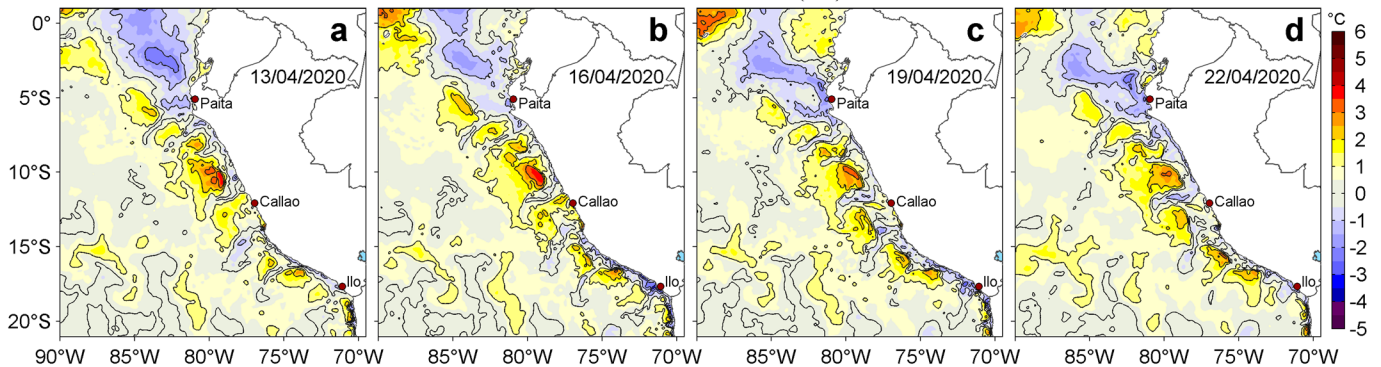 a
b
c
d
°C
13/04/2020
16/04/2020
19/04/2020
22/04/2020
Paita
Callao
Ilo
Paita
Callao
Ilo
Paita
Callao
Ilo
Paita
Callao
Ilo
0°
5°S
10°S
15°S
20°S
90°W 85°W 80°W 75°W 70°W
85°W 80°W 75°W 70°W
85°W 80°W 75°W 70°W
85°W 80°W 75°W 70°W
6
5
4
3
2
1
0
-1
-2
-3
-4
-5